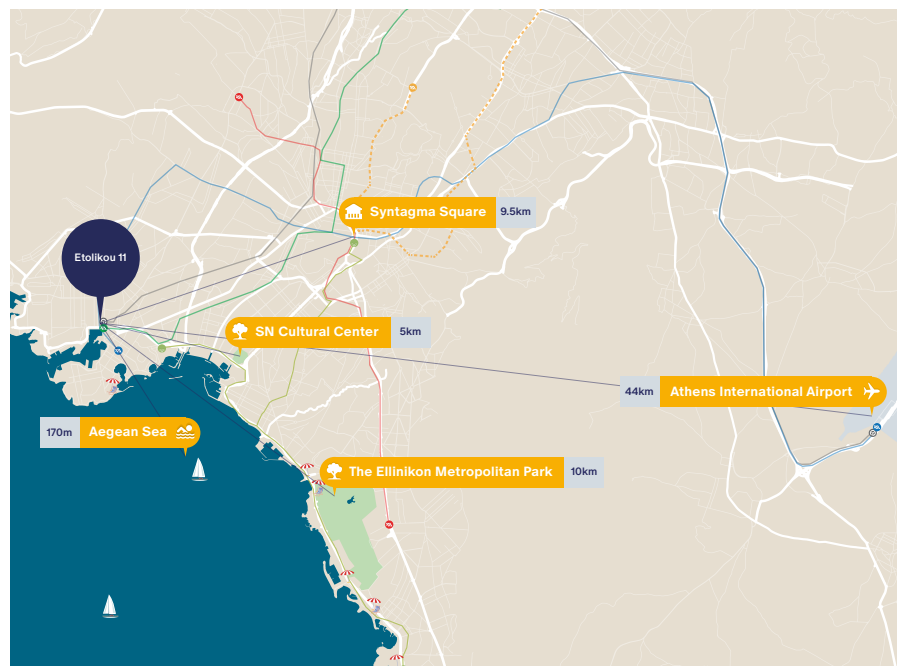 Syntagma Square 9.5km
Etolikou 11
SN Cultural Center 5km
44km Athens International Airport
170m Aegean Sea
The Ellinikon Metropolitan Park 10km